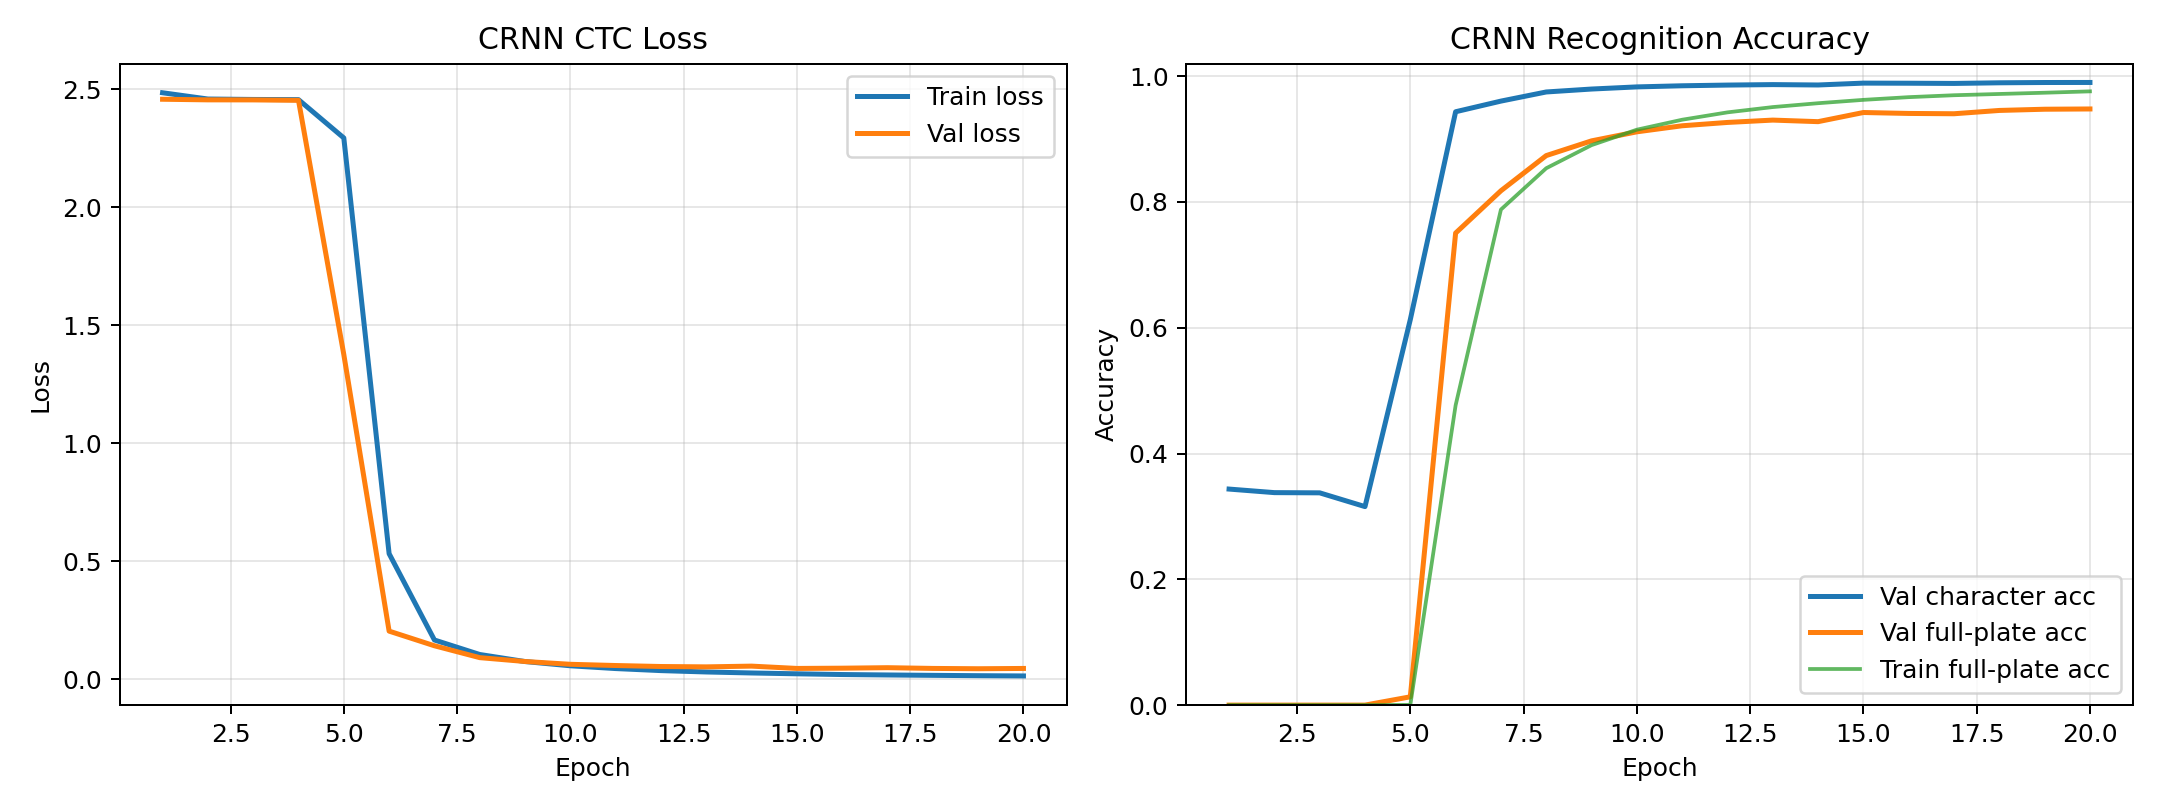 CRNN CTC Loss
2.5
2.0
1.5
1.0
0.5
0.0
Loss
Train loss
Val loss
2.5 5.0 7.5 10.0 12.5 15.0 17.5 20.0
Epoch
CRNN Recognition Accuracy
1.0
0.8
0.6
0.4
0.2
0.0
Accuracy
Val character acc
Val full-plate acc
Train full-plate acc
2.5 5.0 7.5 10.0 12.5 15.0 17.5 20.0
Epoch